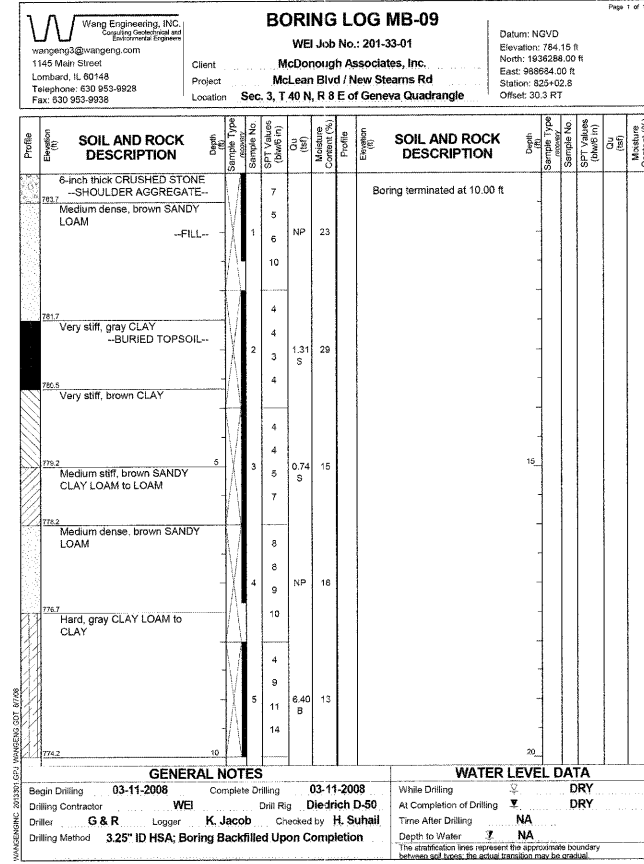 Page 1 of 1
Wang Engineering, INC.
Consulting Geotechnical and
Environmental Engineers
wangeng3@wangeng.com
1145 Main Street
Lombard, IL 60148
Telephone: 630 953-9928
Fax: 630 953-9938
BORING LOG MB-09
WEI Job No.: 201-33-01
Client McDonough Associates, Inc.
Project McLean Blvd / New Stearns Rd
Location Sec. 3, T 40 N, R 8 E of Geneva Quadrangle
Datum: NGVD
Elevation: 784.15 ft
North: 1936288.00 ft
East: 988684.00 ft
Station: 825+02.8
Offset: 30.3 RT
Profile Elevation (ft) SOIL AND ROCK DESCRIPTION Depth (ft) Sample Type recovery Sample No. SPT Values (blw/6 in) Qu (tsf) Moisture Content (%)
Profile Elevation (ft) SOIL AND ROCK DESCRIPTION Depth (ft) Sample Type recovery Sample No. SPT Values (blw/6 in) Qu (tsf) Moisture Content (%)
6-inch thick CRUSHED STONE
--SHOULDER AGGREGATE-- 7
783.7
Medium dense, brown SANDY 5
LOAM
--FILL-- 1 6 NP 23
10
4
781.7
Very stiff, gray CLAY 4
--BURIED TOPSOIL--
2 3 1.31 29
S
4
780.5
Very stiff, brown CLAY
4
4
779.2 5 3 5 0.74 15
Medium stiff, brown SANDY S
CLAY LOAM to LOAM 7
778.2
Medium dense, brown SANDY
LOAM 8
8
4 9 NP 18
776.7 10
Hard, gray CLAY LOAM to
CLAY
4
9
5 11 6.40 13
B
14
774.2 10
Boring terminated at 10.00 ft
15
20
WANGENGINC 2013301.GPJ WANGENG.GDT 6/7/08
GENERAL NOTES
Begin Drilling 03-11-2008 Complete Drilling 03-11-2008
Drilling Contractor WEI Drill Rig Diedrich D-50
Driller G & R Logger K. Jacob Checked by H. Suhail
Drilling Method 3.25" ID HSA; Boring Backfilled Upon Completion
WATER LEVEL DATA
While Drilling DRY
At Completion of Drilling DRY
Time After Drilling NA
Depth to Water NA
The stratification lines represent the approximate boundary
between soil types; the actual transition may be gradual.